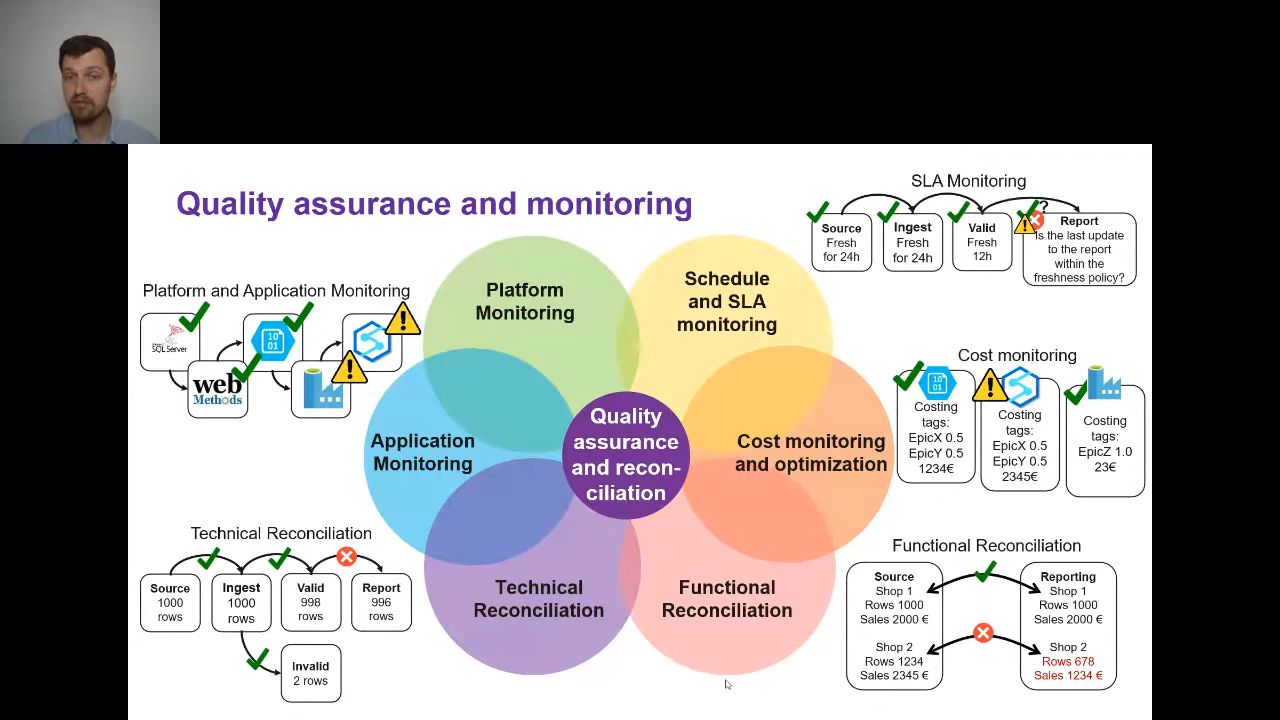 Quality assurance and monitoring
SLA Monitoring
?
Source
Fresh
for 24h
Ingest
Fresh
for 24h
Valid
Fresh
12h
Report
Is the last update
to the report
within the
freshness policy?
Platform and Application Monitoring
SQL Server
web
Methods
10
01
Platform
Monitoring
Schedule
and SLA
monitoring
Application
Monitoring
Quality
assurance
and recon-
ciliation
Cost monitoring
and optimization
Technical
Reconciliation
Functional
Reconciliation
Cost monitoring
10
01
Costing
tags:
EpicX 0.5
EpicY 0.5
1234€
Costing
tags:
EpicX 0.5
EpicY 0.5
2345€
Costing
tags:
EpicZ 1.0
23€
Technical Reconciliation
Source
1000
rows
Ingest
1000
rows
Valid
998
rows
Report
996
rows
Invalid
2 rows
Functional Reconciliation
Source
Shop 1
Rows 1000
Sales 2000 €
Shop 2
Rows 1234
Sales 2345 €
Reporting
Shop 1
Rows 1000
Sales 2000 €
Shop 2
Rows 678
Sales 1234 €